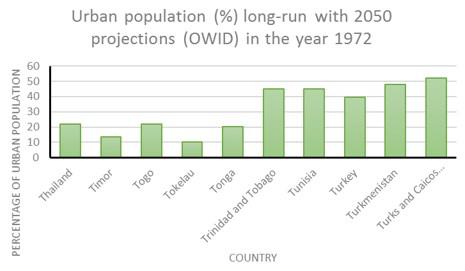 Urban population (%) long-run with 2050
projections (OWID) in the year 1972
PERCENTAGE OF URBAN POPULATION
60
50
40
30
20
10
0
Thailand
Timor
Togo
Tokelau
Tonga
Trinidad and Tobago
Tunisia
Turkey
Turkmenistan
Turks and Caicos...
COUNTRY